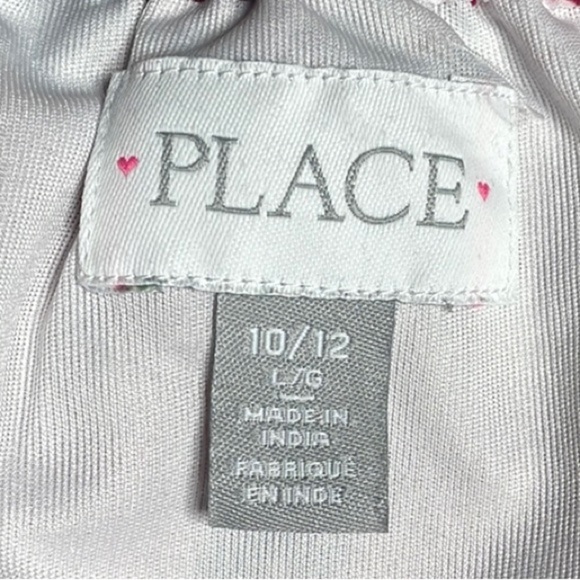 PLACE
10/12
L/G
MADE IN
INDIA
FABRIQUÉ
EN INDE